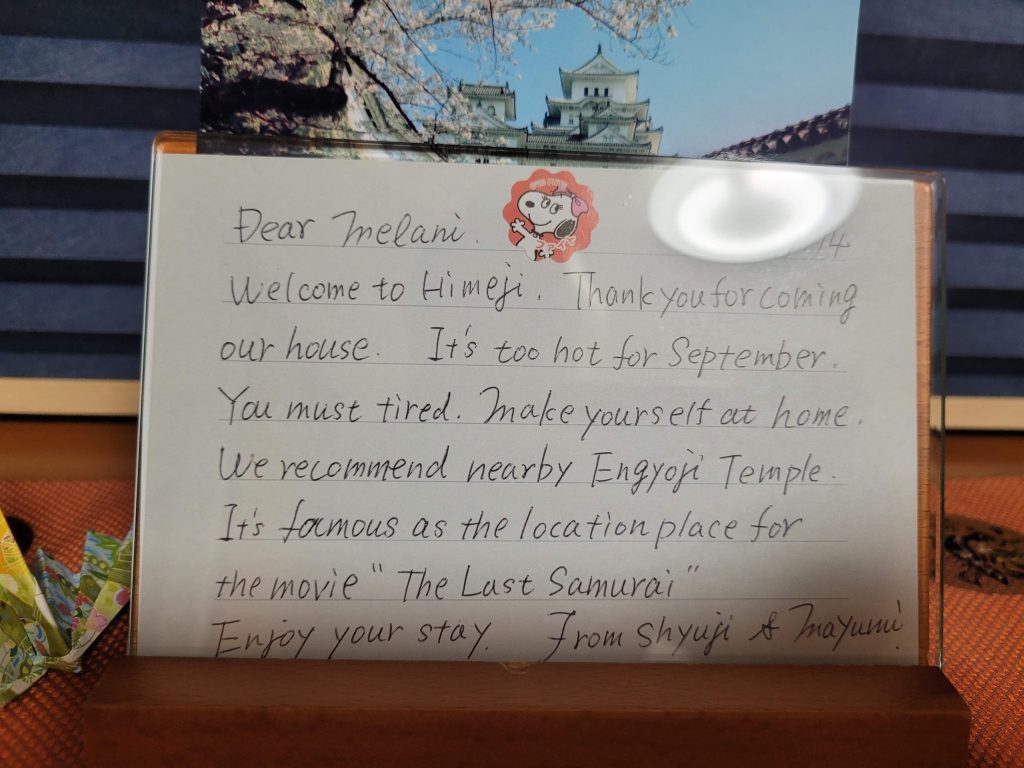 Dear Melani.
14
Welcome to Himeji. Thank you for coming
our house. It's too hot for September.
You must tired. Make yourself at home.
We recommend nearby Engyoji Temple.
It's famous as the location place for
the movie "The Last Samurai"
Enjoy your stay. From Shyuji & Mayumi